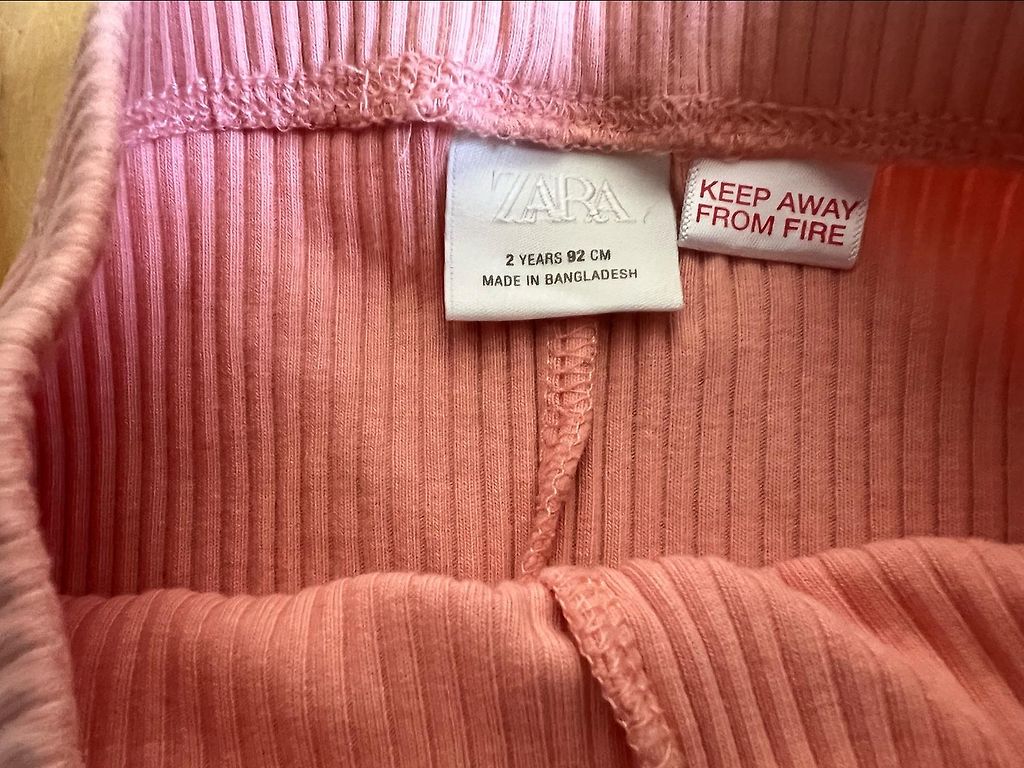 ZARA
2 YEARS 92 CM
MADE IN BANGLADESH
KEEP AWAY
FROM FIRE